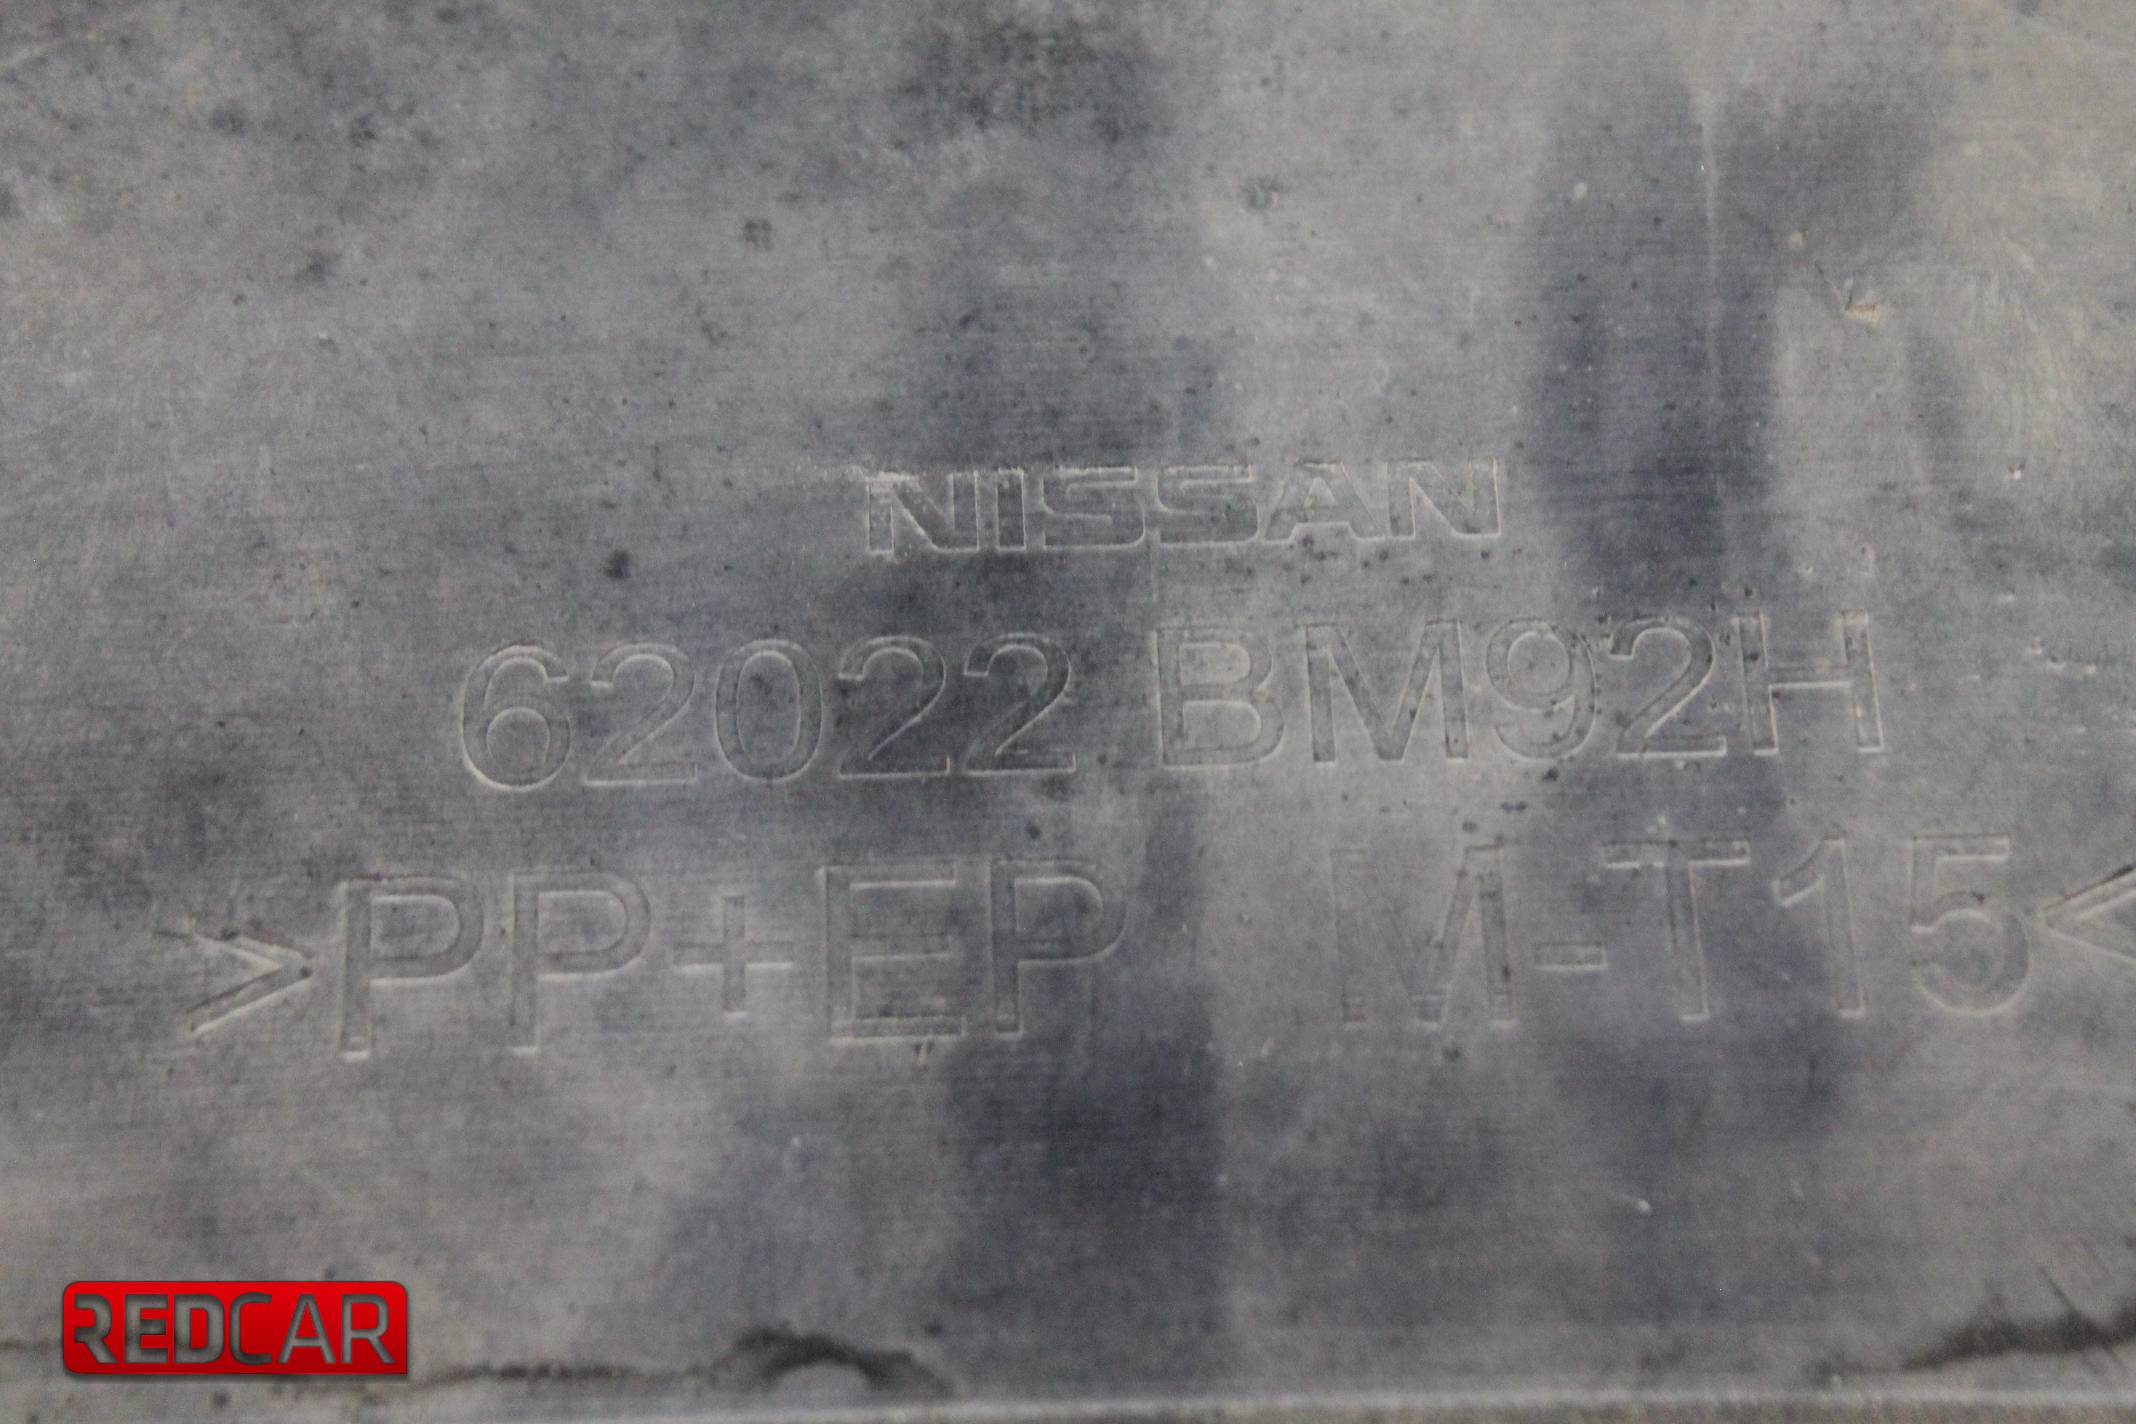 NISSAN
62022 BM92H
>PP+EP M-T15<
REDCAR